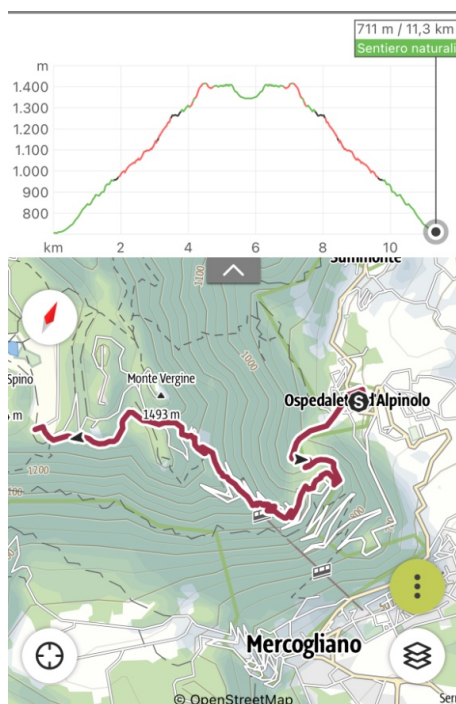 711 m / 11,3 km
Sentiero naturali
m
1.400
1.300
1.200
1.100
1.000
900
800
km
2
4
6
8
10
Summonte
1100
1000
Spino
Monte Vergine
m
1493 m
Ospedaletto d'Alpinolo
S
1200
Mercogliano
© OpenStreetMap
Ser